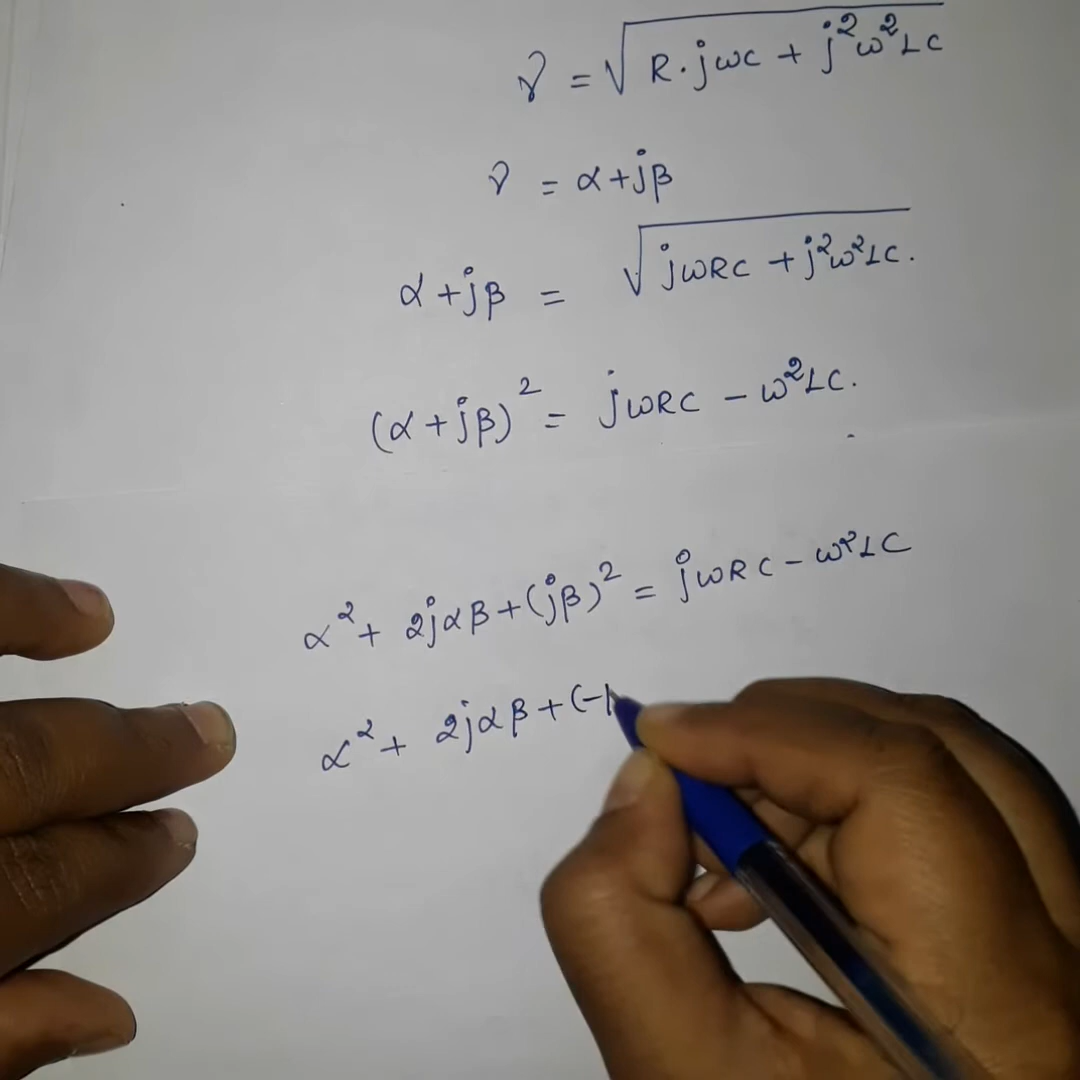 γ = √R.jωC + j²ω²LC
γ = α+jβ
α+jβ = √jωRC + j²ω²LC.
(α+jβ)² = jωRC - ω²LC.
α² + 2jαβ + (jβ)² = jωRC - ω²LC
α² + 2jαβ + (-1